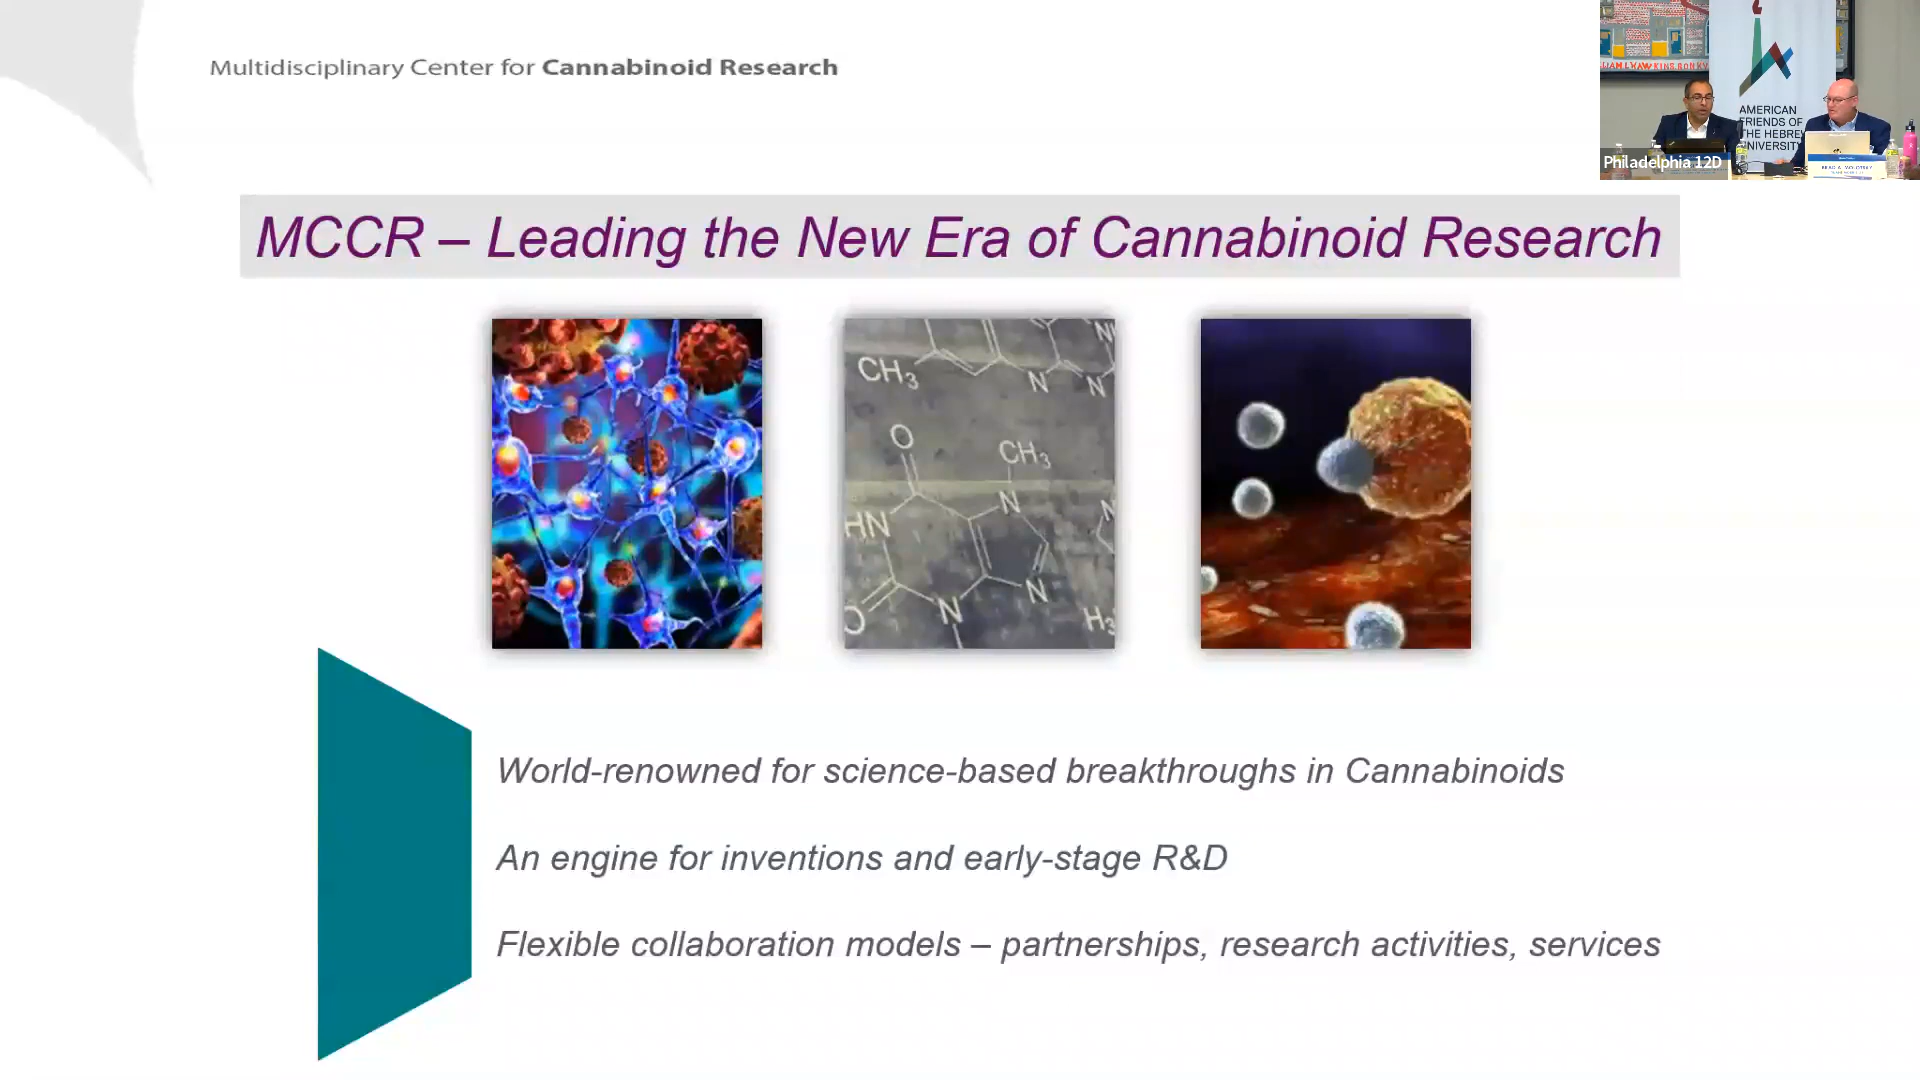 Multidisciplinary Center for Cannabinoid Research
AMERICAN
FRIENDS OF
THE HEBREW
UNIVERSITY
Philadelphia 12D
MCCR – Leading the New Era of Cannabinoid Research
CH₃
N
N
N
O
CH₃
N
HN
N
N
N
O
H₃
World-renowned for science-based breakthroughs in Cannabinoids
An engine for inventions and early-stage R&D
Flexible collaboration models – partnerships, research activities, services